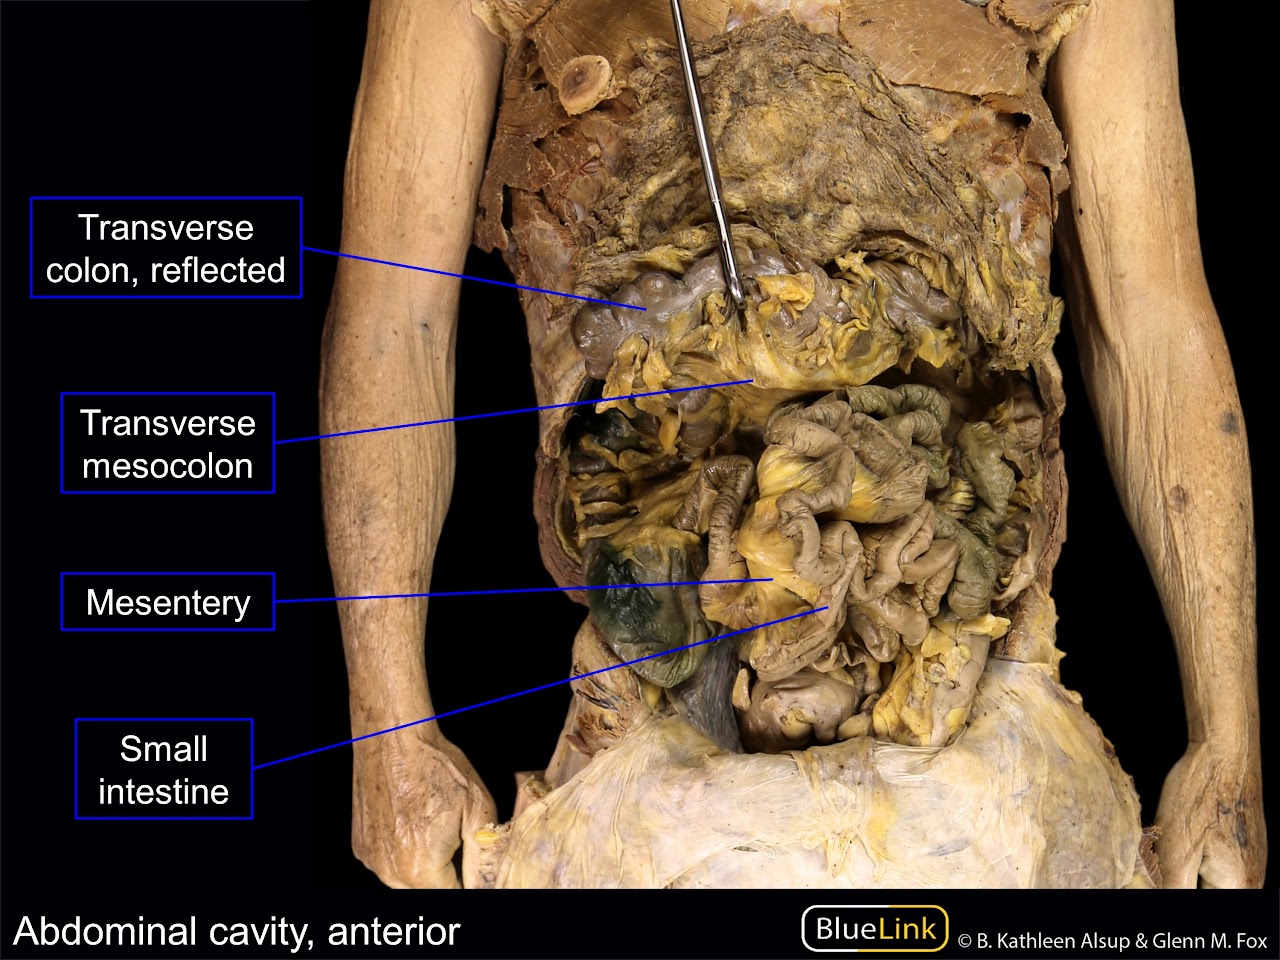 Transverse
colon, reflected
Transverse
mesocolon
Mesentery
Small
intestine
Abdominal cavity, anterior
BlueLink
© B. Kathleen Alsup & Glenn M. Fox